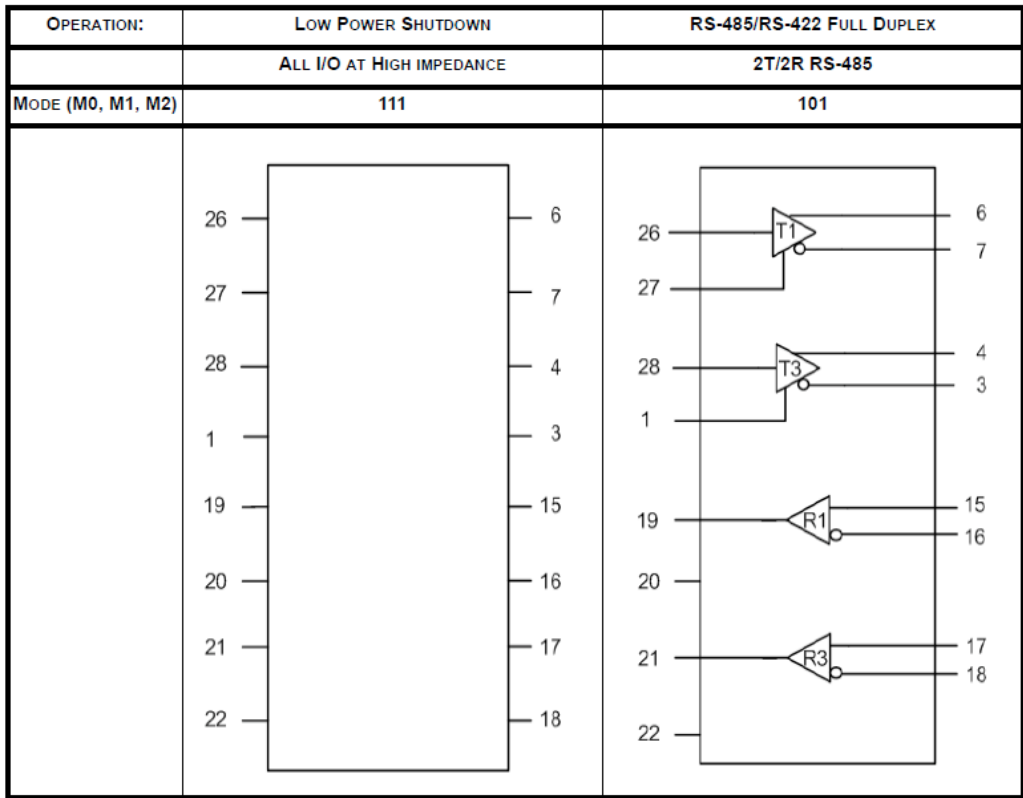 OPERATION: LOW POWER SHUTDOWN RS-485/RS-422 FULL DUPLEX
ALL I/O AT HIGH IMPEDANCE 2T/2R RS-485
MODE (M0, M1, M2) 111 101
26 6
27 7
28 4
1 3
19 15
20 16
21 17
22 18
26 T1 6
7
27
28 T3 4
3
1
19 R1 15
16
20
21 R3 17
18
22